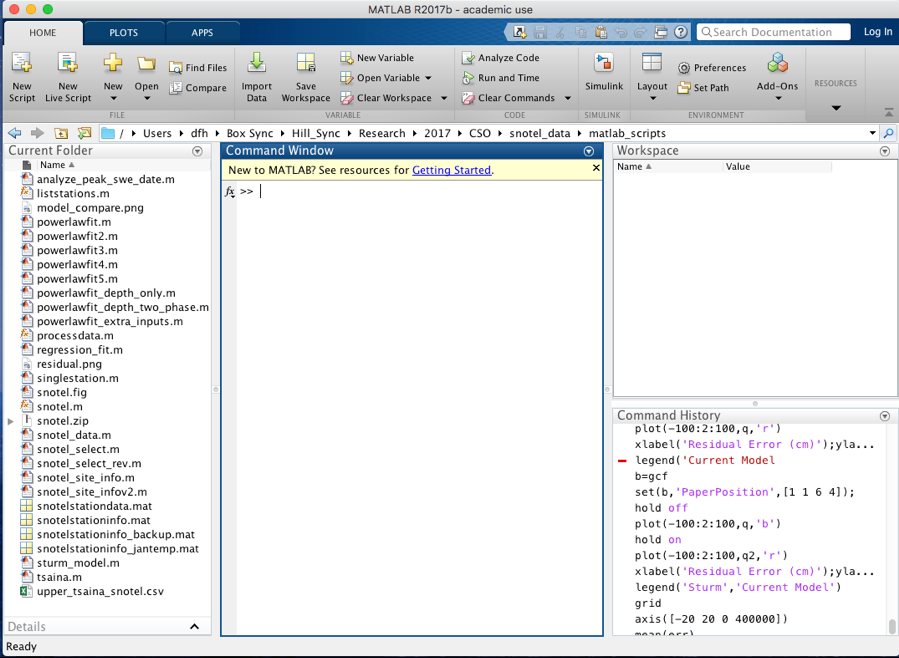 MATLAB R2017b - academic use
HOME PLOTS APPS Search Documentation Log In
New Script
New Live Script
New
Open
Find Files
Compare
FILE
Import Data
Save Workspace
New Variable
Open Variable
Clear Workspace
VARIABLE
Analyze Code
Run and Time
Clear Commands
CODE
Simulink
SIMULINK
Layout
Preferences
Set Path
Add-Ons
ENVIRONMENT
RESOURCES
/ Users dfh Box Sync Hill_Sync Research 2017 CSO snotel_data matlab_scripts
Current Folder
Name
analyze_peak_swe_date.m
liststations.m
model_compare.png
powerlawfit.m
powerlawfit2.m
powerlawfit3.m
powerlawfit4.m
powerlawfit5.m
powerlawfit_depth_only.m
powerlawfit_depth_two_phase.m
powerlawfit_extra_inputs.m
processdata.m
regression_fit.m
residual.png
singlestation.m
snotel.fig
snotel.m
snotel.zip
snotel_data.m
snotel_select.m
snotel_select_rev.m
snotel_site_info.m
snotel_site_infov2.m
snotelstationdata.mat
snotelstationinfo.mat
snotelstationinfo_backup.mat
snotelstationinfo_jantemp.mat
sturm_model.m
tsaina.m
upper_tsaina_snotel.csv
Details
Ready
Command Window
New to MATLAB? See resources for Getting Started.
fx >>
Workspace
Name Value
Command History
plot(-100:2:100,q,'r')
xlabel('Residual Error (cm)');yla...
legend('Current Model
b=gcf
set(b,'PaperPosition',[1 1 6 4]);
hold off
plot(-100:2:100,q,'b')
hold on
plot(-100:2:100,q2,'r')
xlabel('Residual Error (cm)');yla...
legend('Sturm','Current Model')
grid
axis([-20 20 0 400000])
mean(err)